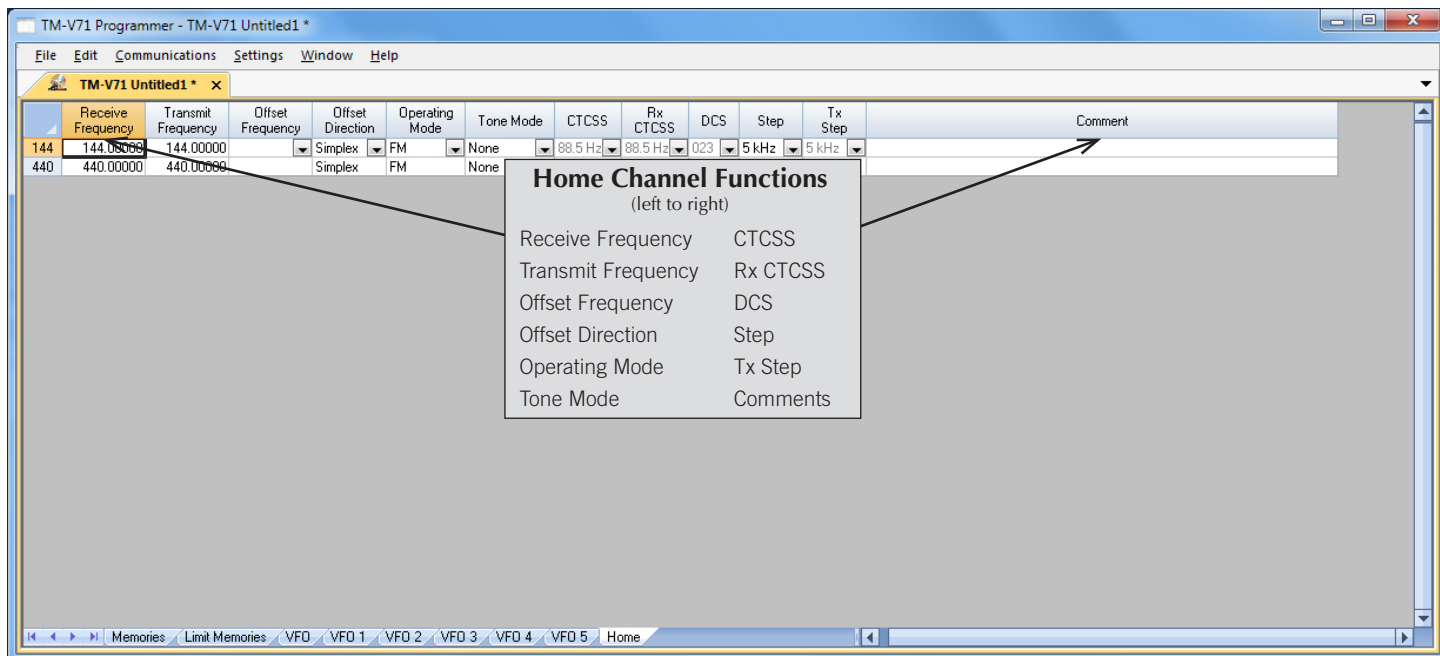 TM-V71 Programmer - TM-V71 Untitled1 *
File Edit Communications Settings Window Help
TM-V71 Untitled1 * X
Receive Frequency Transmit Frequency Offset Frequency Offset Direction Operating Mode Tone Mode CTCSS Rx CTCSS DCS Step Tx Step Comment
144 144.00000 144.00000 Simplex FM None 88.5 Hz 88.5 Hz 023 5 kHz 5 kHz
440 440.00000 440.00000 Simplex FM None
Home Channel Functions
(left to right)
Receive Frequency CTCSS
Transmit Frequency Rx CTCSS
Offset Frequency DCS
Offset Direction Step
Operating Mode Tx Step
Tone Mode Comments
Memories Limit Memories VFO VFO 1 VFO 2 VFO 3 VFO 4 VFO 5 Home